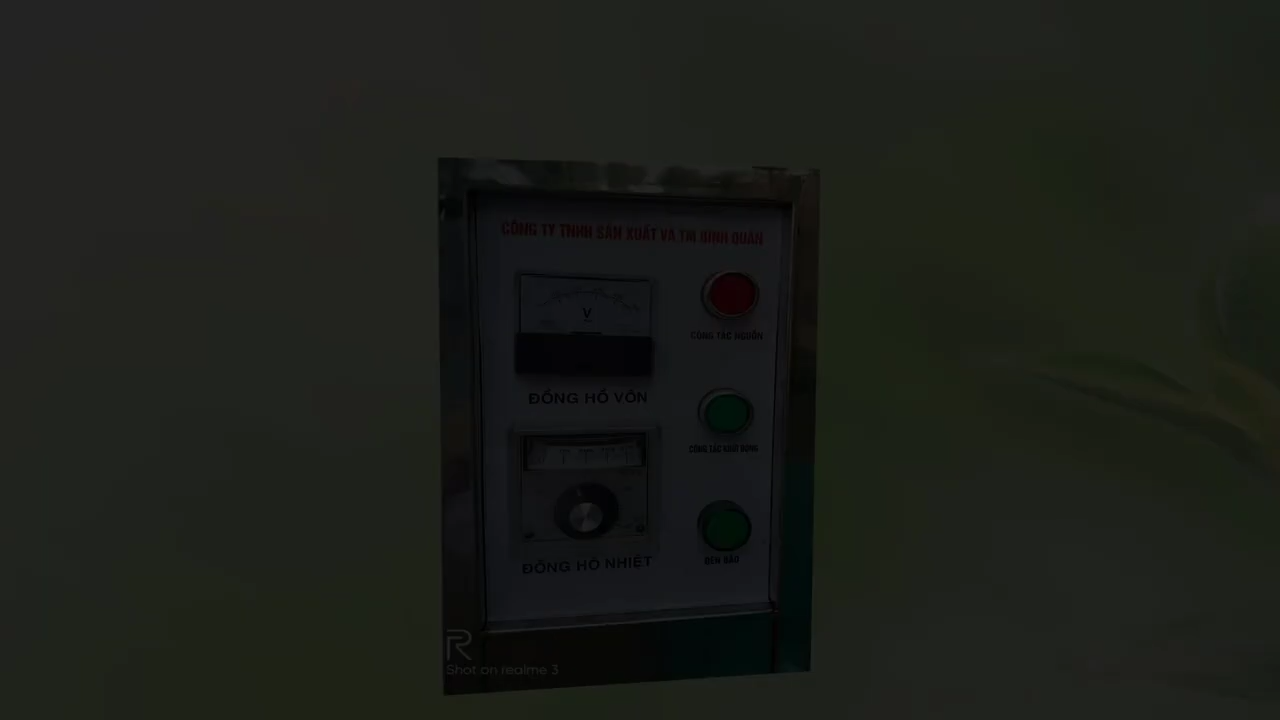 CÔNG TY TNHH SẢN XUẤT VÀ TM BÌNH QUÂN
V
CÔNG TẮC NGUỒN
ĐỒNG HỒ VÔN
CÔNG TẮC KHỞI ĐỘNG
ĐỒNG HỒ NHIỆT
ĐÈN BÁO
R
Shot on realme 3